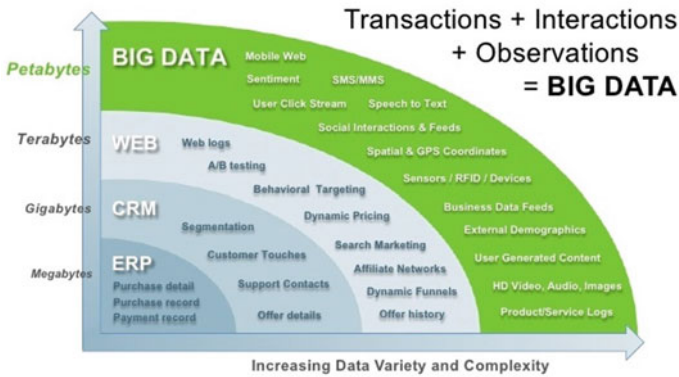 Transactions + Interactions
+ Observations
= BIG DATA
Petabytes
BIG DATA
Mobile Web
Sentiment
SMS/MMS
User Click Stream
Speech to Text
Social Interactions & Feeds
Spatial & GPS Coordinates
Sensors / RFID / Devices
Business Data Feeds
External Demographics
User Generated Content
HD Video, Audio, Images
Product/Service Logs
Terabytes
WEB
Web logs
A/B testing
Behavioral Targeting
Dynamic Pricing
Search Marketing
Affiliate Networks
Dynamic Funnels
Offer history
Gigabytes
CRM
Segmentation
Customer Touches
Support Contacts
Offer details
Megabytes
ERP
Purchase detail
Purchase record
Payment record
Increasing Data Variety and Complexity